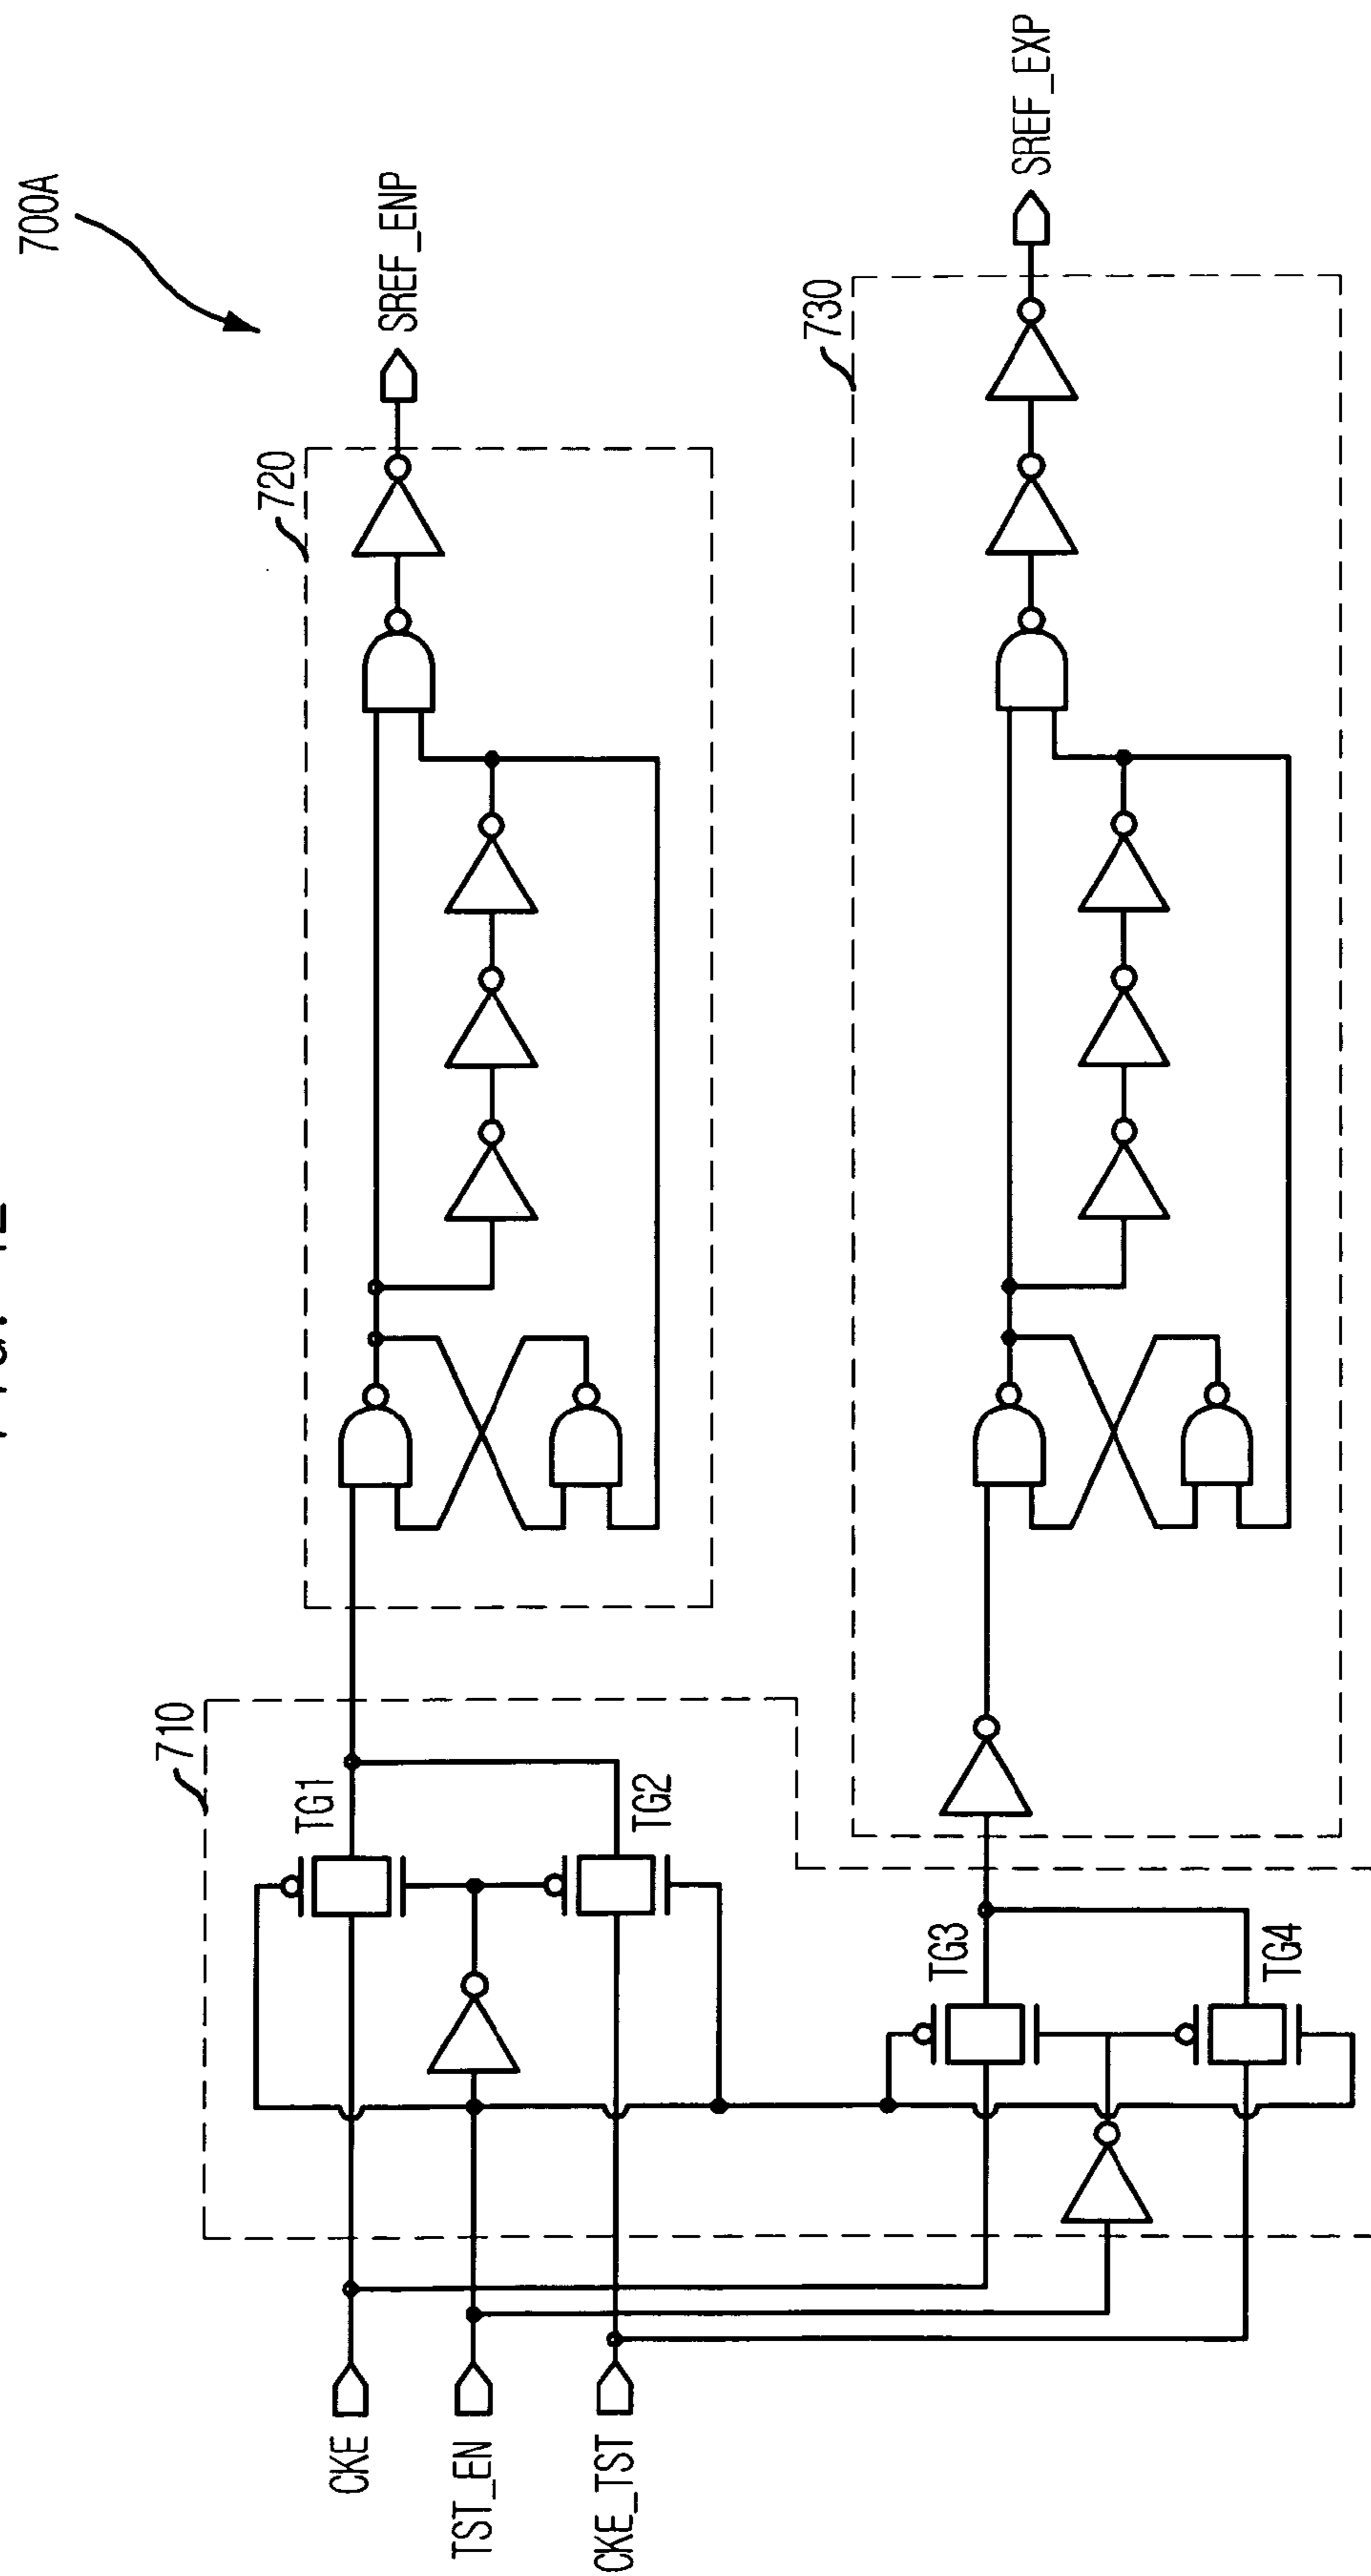 700A
SREF_ENP
SREF_EXP
720
730
710
TG1
TG2
TG3
TG4
CKE
TST_EN
CKE_TST